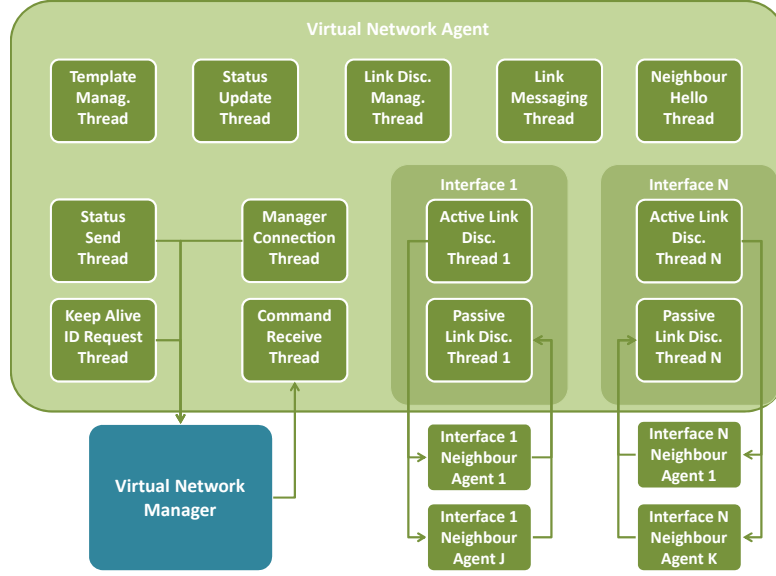 Virtual Network Agent
Template
Manag.
Thread
Status
Update
Thread
Link Disc.
Manag.
Thread
Link
Messaging
Thread
Neighbour
Hello
Thread
Status
Send
Thread
Manager
Connection
Thread
Interface 1
Active Link
Disc.
Thread 1
Interface N
Active Link
Disc.
Thread N
Keep Alive
ID Request
Thread
Command
Receive
Thread
Passive
Link Disc.
Thread 1
Passive
Link Disc.
Thread N
Virtual Network
Manager
Interface 1
Neighbour
Agent 1
Interface N
Neighbour
Agent 1
Interface 1
Neighbour
Agent J
Interface N
Neighbour
Agent K